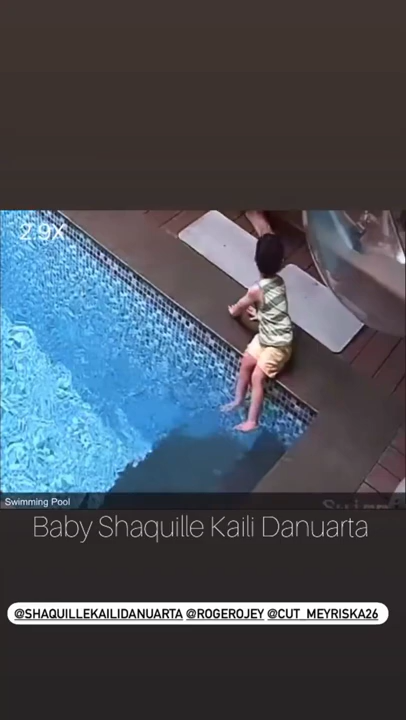 2.9X
Swimming Pool
Baby Shaquille Kaili Danuarta
@SHAQUILLEKAILIDANUARTA @ROGEROJEY @CUT_MEYRISKA26